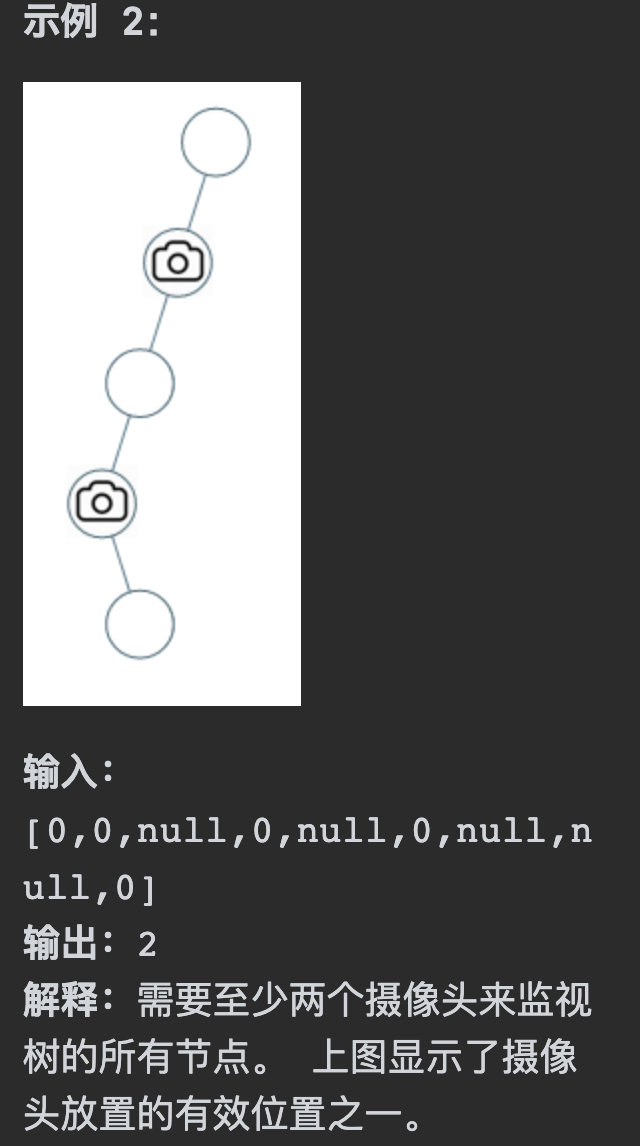 示例 2:
输入:
[0,0,null,0,null,0,null,n
ull,0]
输出: 2
解释: 需要至少两个摄像头来监视
树的所有节点。 上图显示了摄像
头放置的有效位置之一。